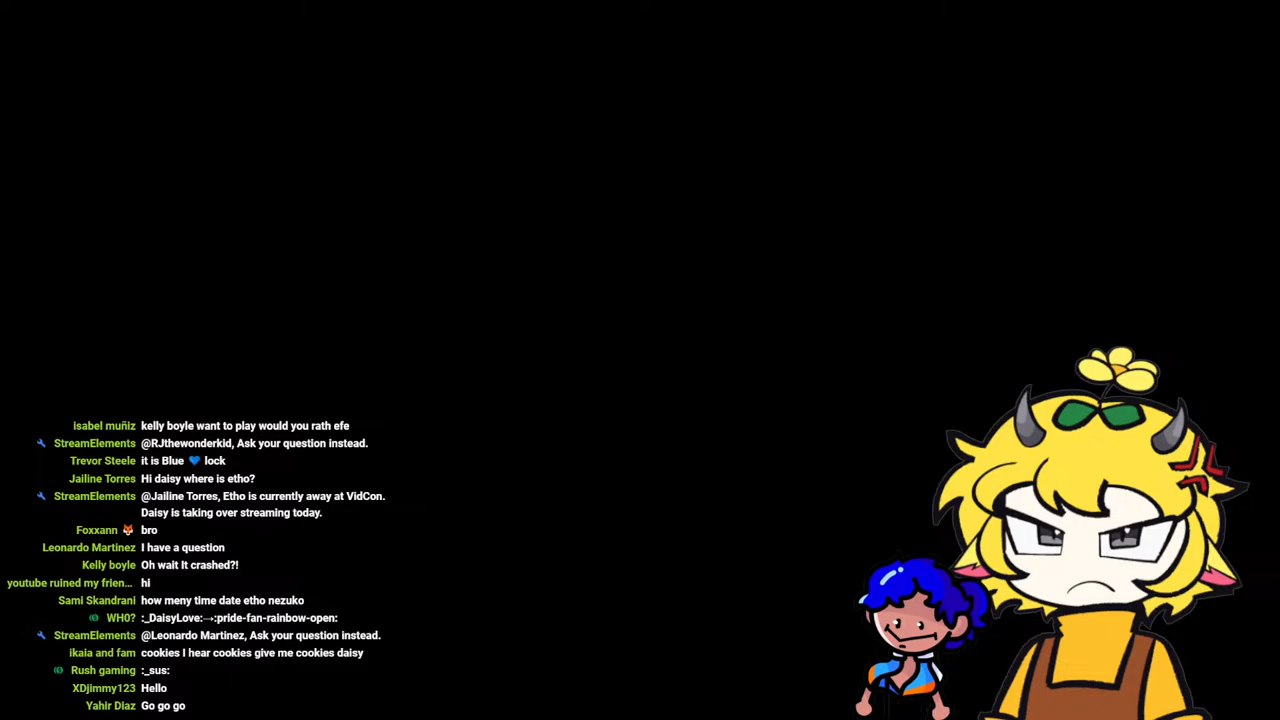 isabel muñiz kelly boyle want to play would you rath efe
StreamElements @RJthewonderkid, Ask your question instead.
Trevor Steele it is Blue 💙 lock
Jailine Torres Hi daisy where is etho?
StreamElements @Jailine Torres, Etho is currently away at VidCon.
Daisy is taking over streaming today.
Foxxann 🦊 bro
Leonardo Martinez I have a question
Kelly boyle Oh wait It crashed?!
youtube ruined my frien... hi
Sami Skandrani how meny time date etho nezuko
WH0? :_DaisyLove:→:pride-fan-rainbow-open:
StreamElements @Leonardo Martinez, Ask your question instead.
ikaia and fam cookies I hear cookies give me cookies daisy
Rush gaming :_sus:
XDjimmy123 Hello
Yahir Diaz Go go go